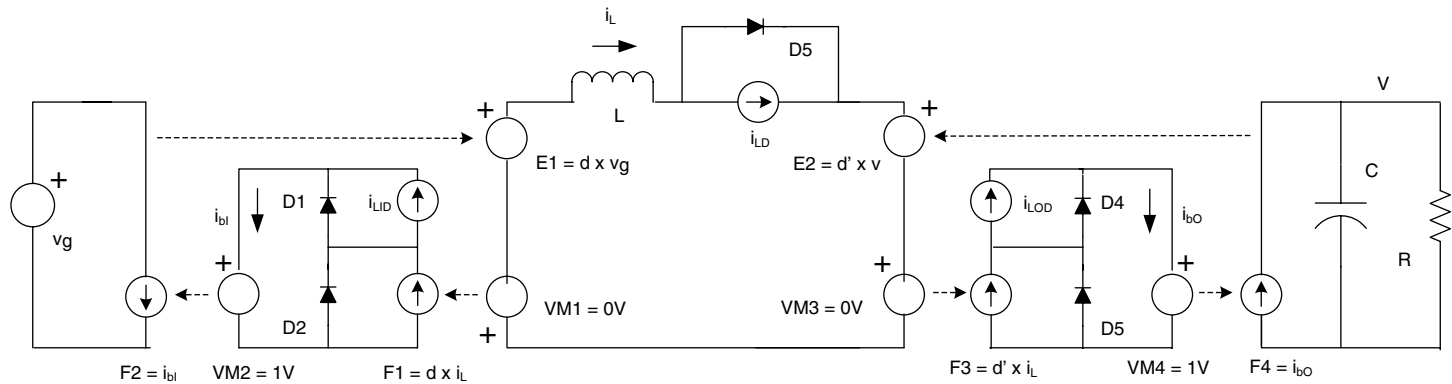 i_L
D5
V
+
+
L
i_LD
E1 = d x vg
E2 = d' x v
C
+
D1
i_LID
i_LOD
D4
i_bI
i_bO
vg
R
+
+
+
VM1 = 0V
VM3 = 0V
D2
+
D5
F2 = i_bI
VM2 = 1V
F1 = d x i_L
F3 = d' x i_L
VM4 = 1V
F4 = i_bO